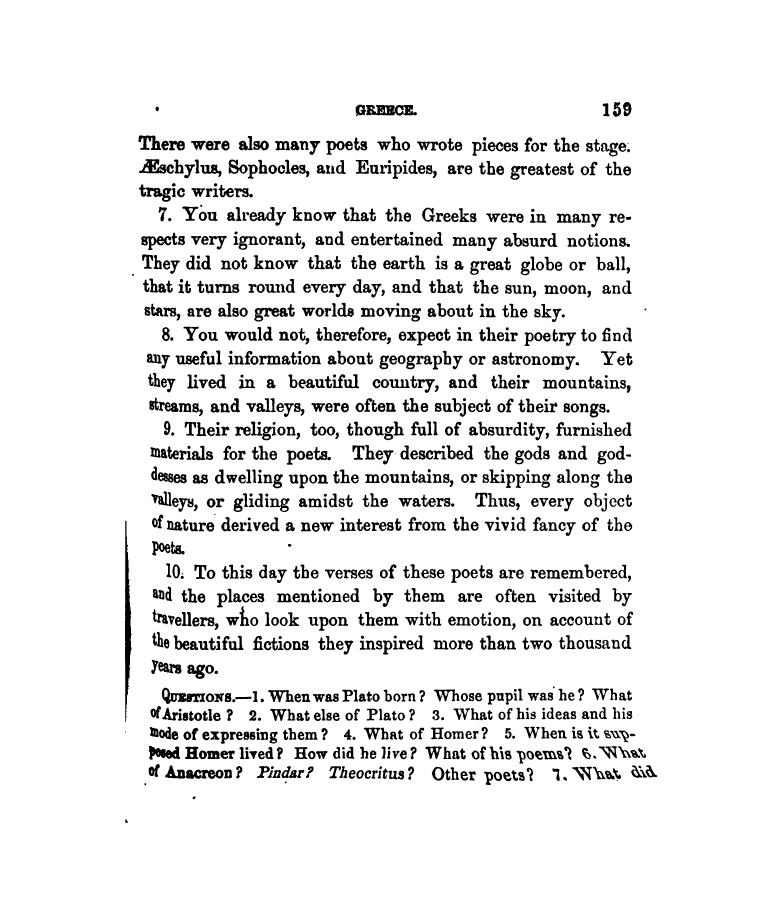 GREECE. 159
There were also many poets who wrote pieces for the stage.
Æschylus, Sophocles, and Euripides, are the greatest of the
tragic writers.
7. You already know that the Greeks were in many re-
spects very ignorant, and entertained many absurd notions.
They did not know that the earth is a great globe or ball,
that it turns round every day, and that the sun, moon, and
stars, are also great worlds moving about in the sky.
8. You would not, therefore, expect in their poetry to find
any useful information about geography or astronomy. Yet
they lived in a beautiful country, and their mountains,
streams, and valleys, were often the subject of their songs.
9. Their religion, too, though full of absurdity, furnished
materials for the poets. They described the gods and god-
desses as dwelling upon the mountains, or skipping along the
valleys, or gliding amidst the waters. Thus, every object
of nature derived a new interest from the vivid fancy of the
poets.
10. To this day the verses of these poets are remembered,
and the places mentioned by them are often visited by
travellers, who look upon them with emotion, on account of
the beautiful fictions they inspired more than two thousand
years ago.
QUESTIONS.—1. When was Plato born? Whose pupil was he? What
of Aristotle? 2. What else of Plato? 3. What of his ideas and his
mode of expressing them? 4. What of Homer? 5. When is it sup-
posed Homer lived? How did he live? What of his poems? 6. What
of Anacreon? Pindar? Theocritus? Other poets? 7. What did